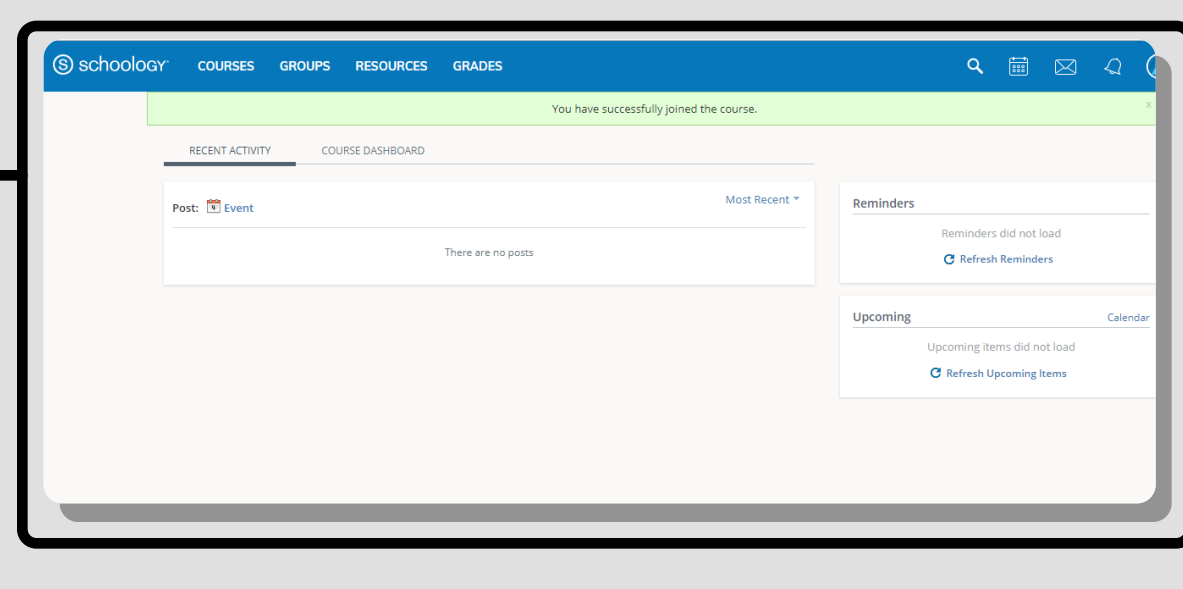 schoology COURSES GROUPS RESOURCES GRADES
You have successfully joined the course. x
RECENT ACTIVITY COURSE DASHBOARD
Post: 4 Event Most Recent
There are no posts
Reminders
Reminders did not load
Refresh Reminders
Upcoming Calendar
Upcoming items did not load
Refresh Upcoming Items